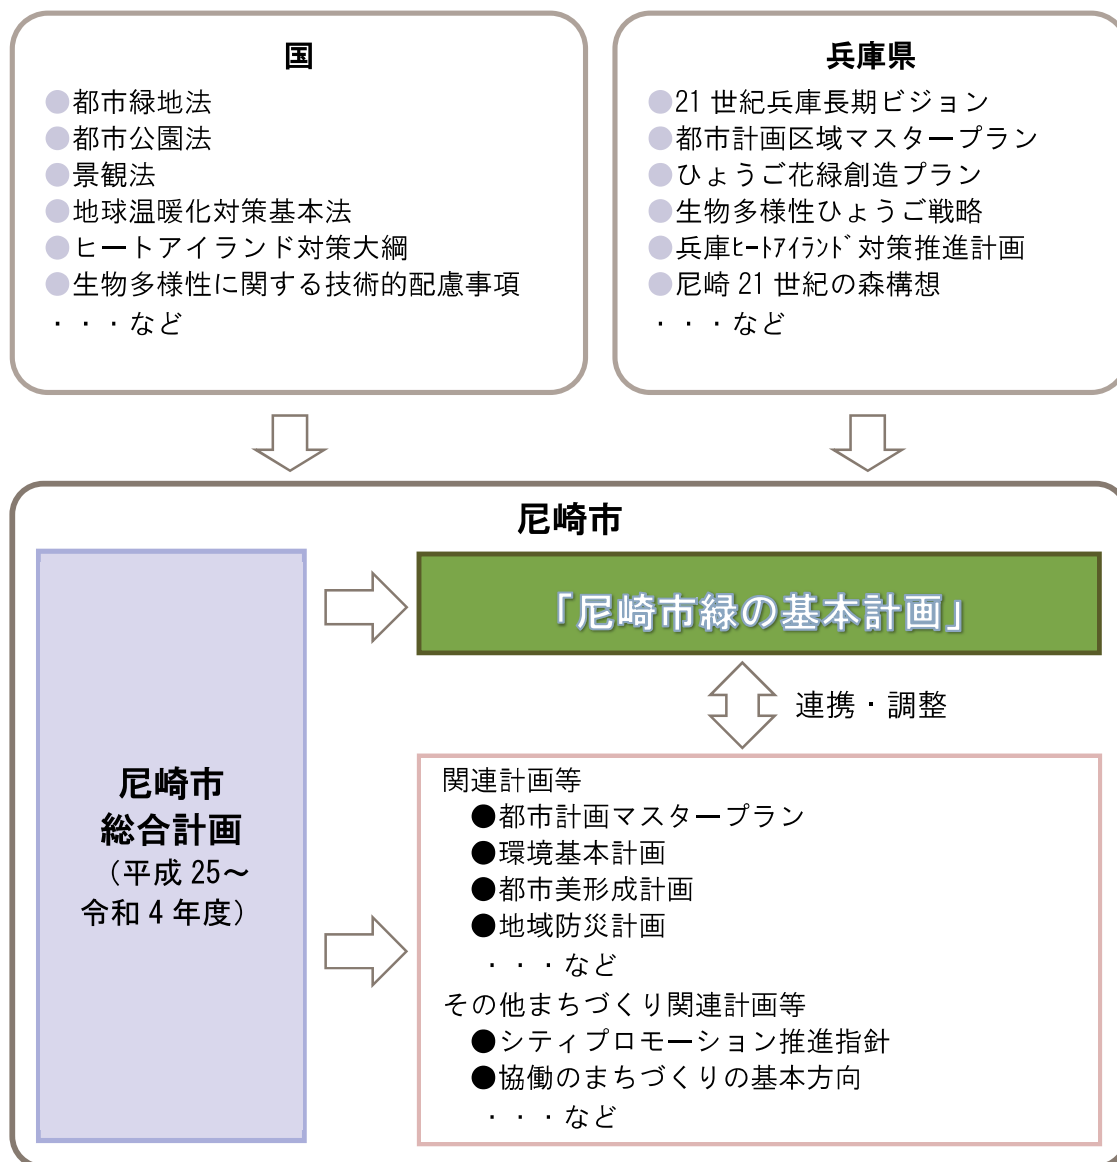 国
●都市緑地法
●都市公園法
●景観法
●地球温暖化対策基本法
●ヒートアイランド対策大綱
●生物多様性に関する技術的配慮事項
・・・など
兵庫県
●21世紀兵庫長期ビジョン
●都市計画区域マスタープラン
●ひょうご花緑創造プラン
●生物多様性ひょうご戦略
●兵庫ﾋｰﾄｱｲﾗﾝﾄﾞ対策推進計画
●尼崎21世紀の森構想
・・・など
尼崎市
尼崎市
総合計画
（平成25～
令和4年度）
「尼崎市緑の基本計画」
連携・調整
関連計画等
●都市計画マスタープラン
●環境基本計画
●都市美形成計画
●地域防災計画
・・・など
その他まちづくり関連計画等
●シティプロモーション推進指針
●協働のまちづくりの基本方向
・・・など